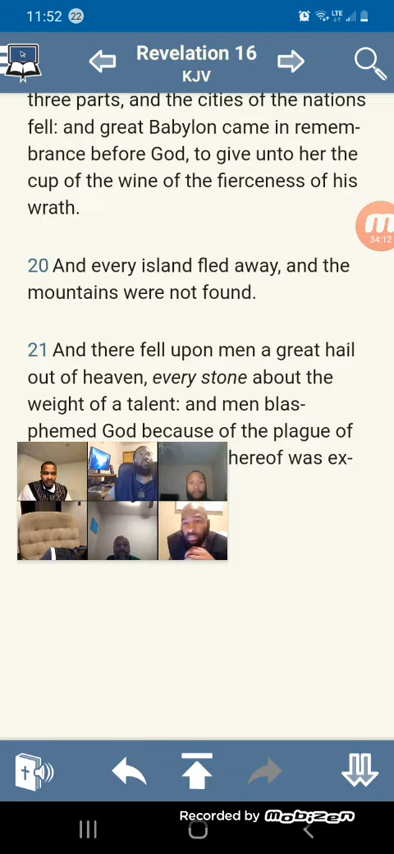 11:52 22 LTE
Revelation 16
KJV
three parts, and the cities of the nations
fell: and great Babylon came in remem-
brance before God, to give unto her the
cup of the wine of the fierceness of his
wrath.
34:12
20 And every island fled away, and the
mountains were not found.
21 And there fell upon men a great hail
out of heaven, every stone about the
weight of a talent: and men blas-
phemed God because of the plague of
hereof was ex-
Recorded by mobizen